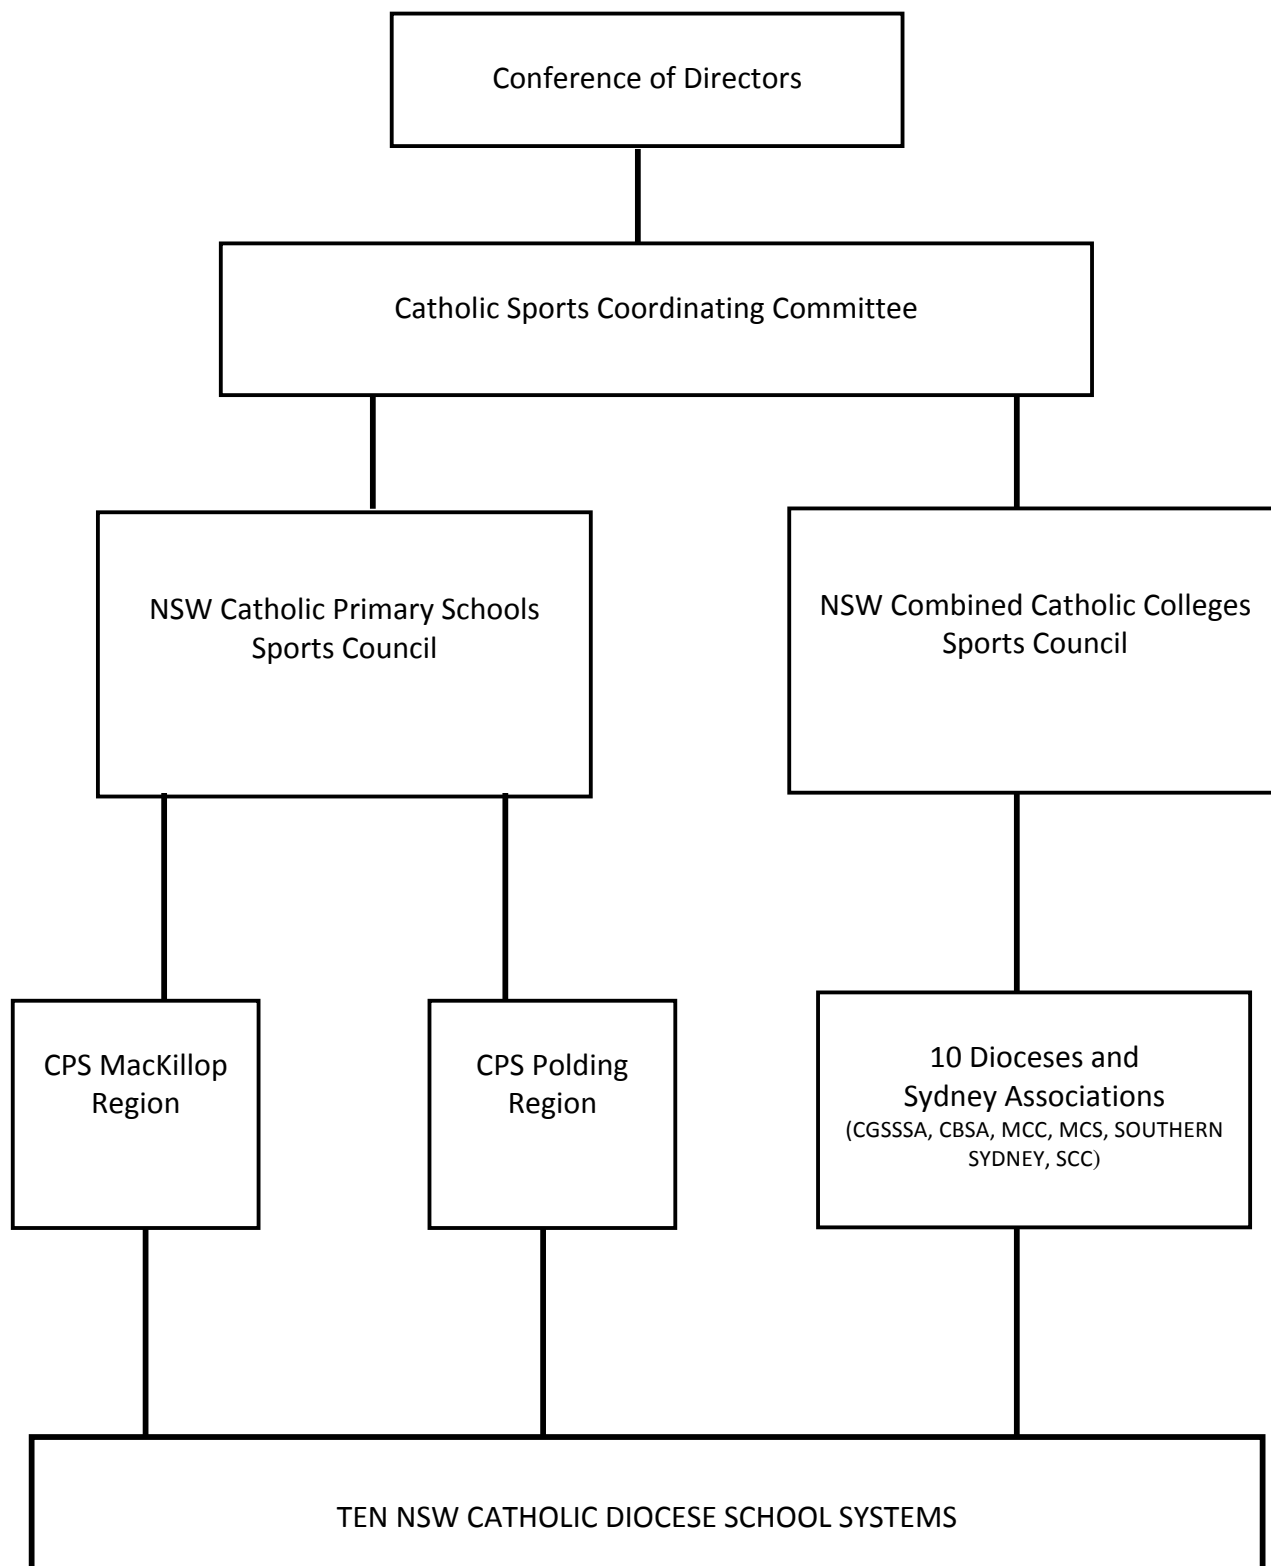 Conference of Directors
Catholic Sports Coordinating Committee
NSW Catholic Primary Schools
Sports Council
NSW Combined Catholic Colleges
Sports Council
CPS MacKillop
Region
CPS Polding
Region
10 Dioceses and
Sydney Associations
(CGSSSA, CBSA, MCC, MCS, SOUTHERN
SYDNEY, SCC)
TEN NSW CATHOLIC DIOCESE SCHOOL SYSTEMS